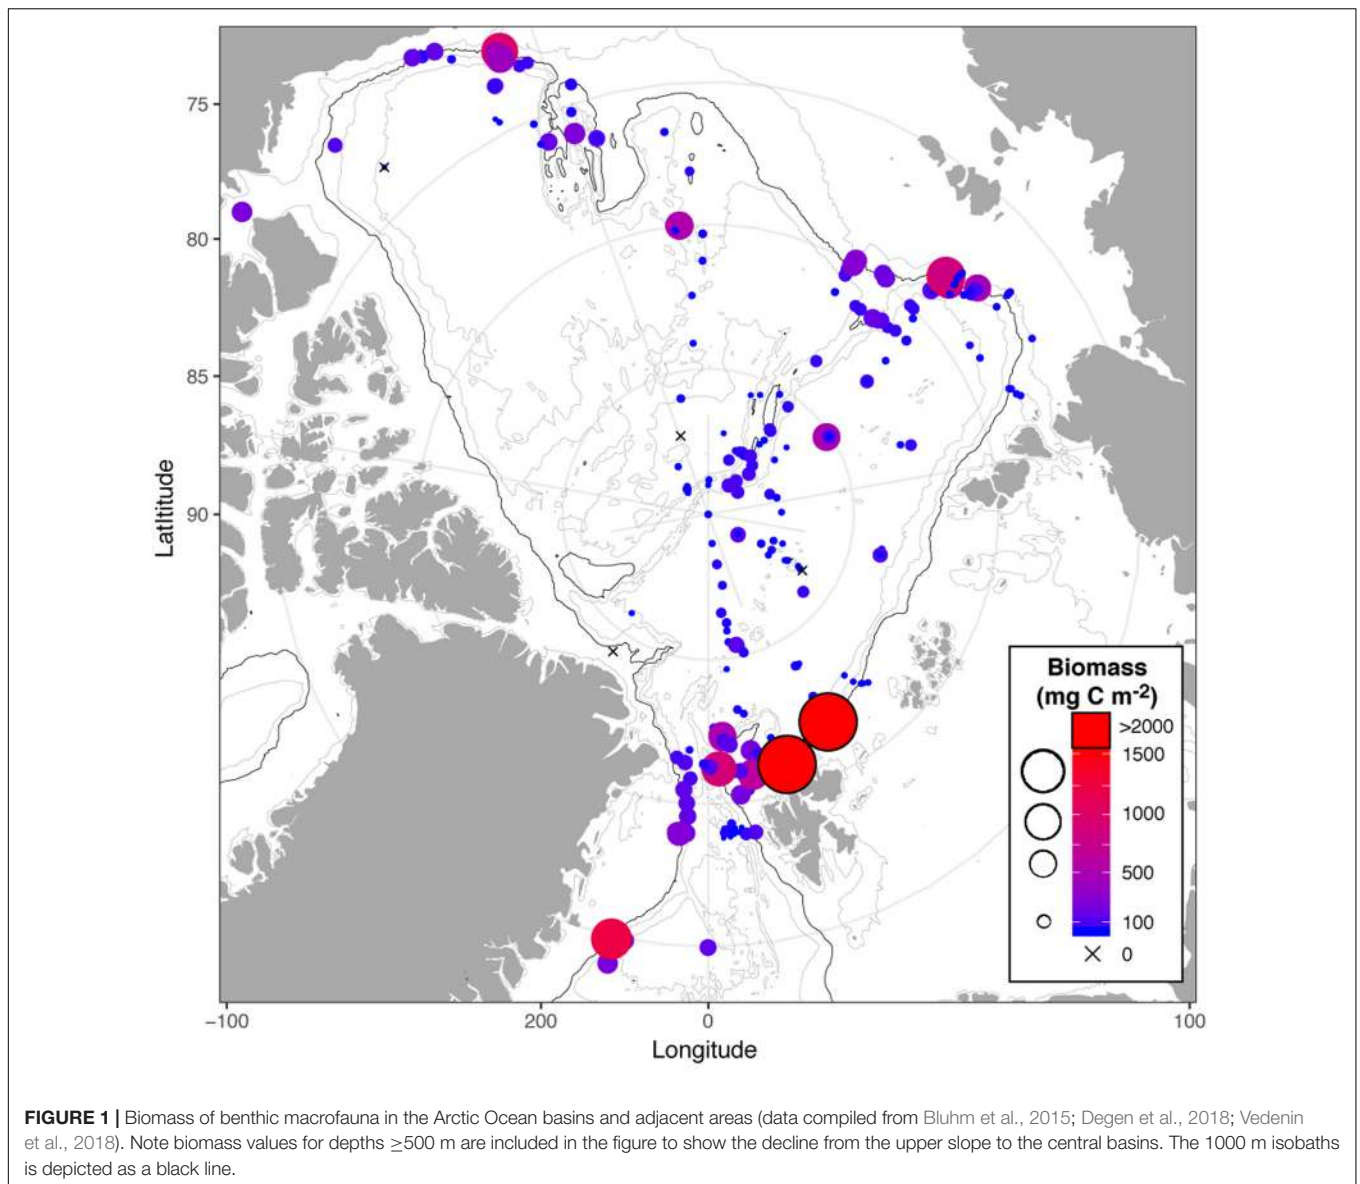 75
80
85
90
Latltitude
-100
200
0
100
Longitude
Biomass
(mg C m-2)
>2000
1500
1000
500
100
0
FIGURE 1 | Biomass of benthic macrofauna in the Arctic Ocean basins and adjacent areas (data compiled from Bluhm et al., 2015; Degen et al., 2018; Vedenin
et al., 2018). Note biomass values for depths ≥500 m are included in the figure to show the decline from the upper slope to the central basins. The 1000 m isobaths
is depicted as a black line.